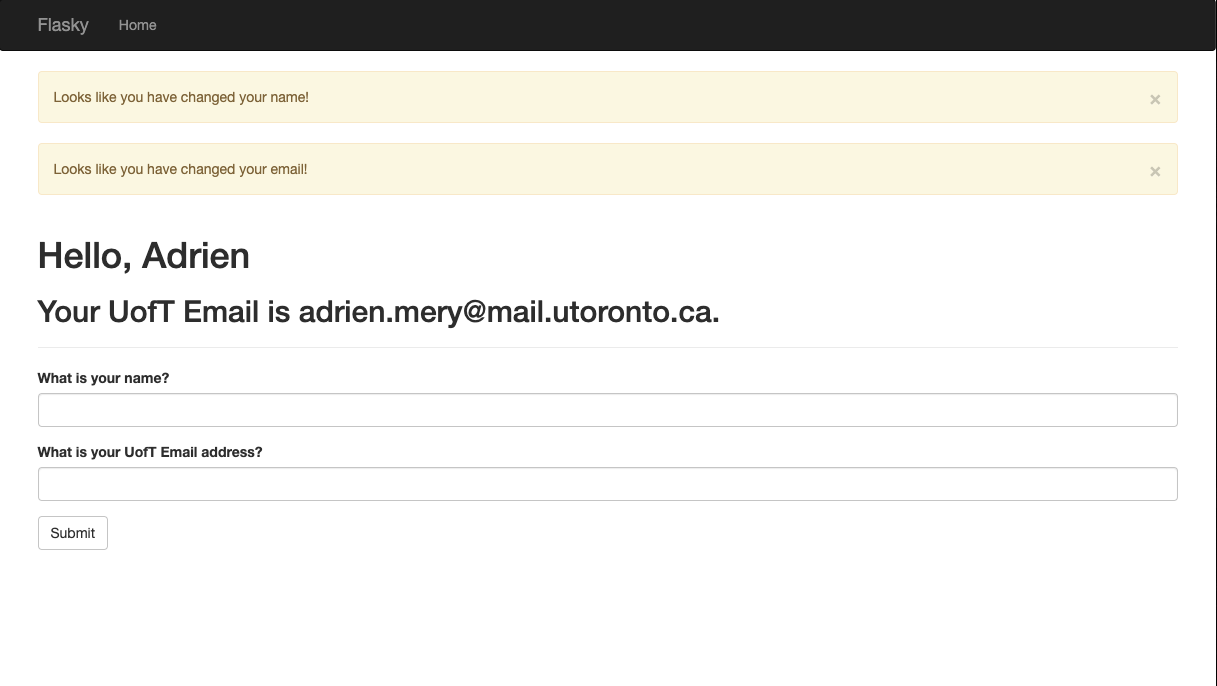 Flasky Home
Looks like you have changed your name! ×
Looks like you have changed your email! ×
Hello, Adrien
Your UofT Email is adrien.mery@mail.utoronto.ca.
What is your name?
What is your UofT Email address?
Submit